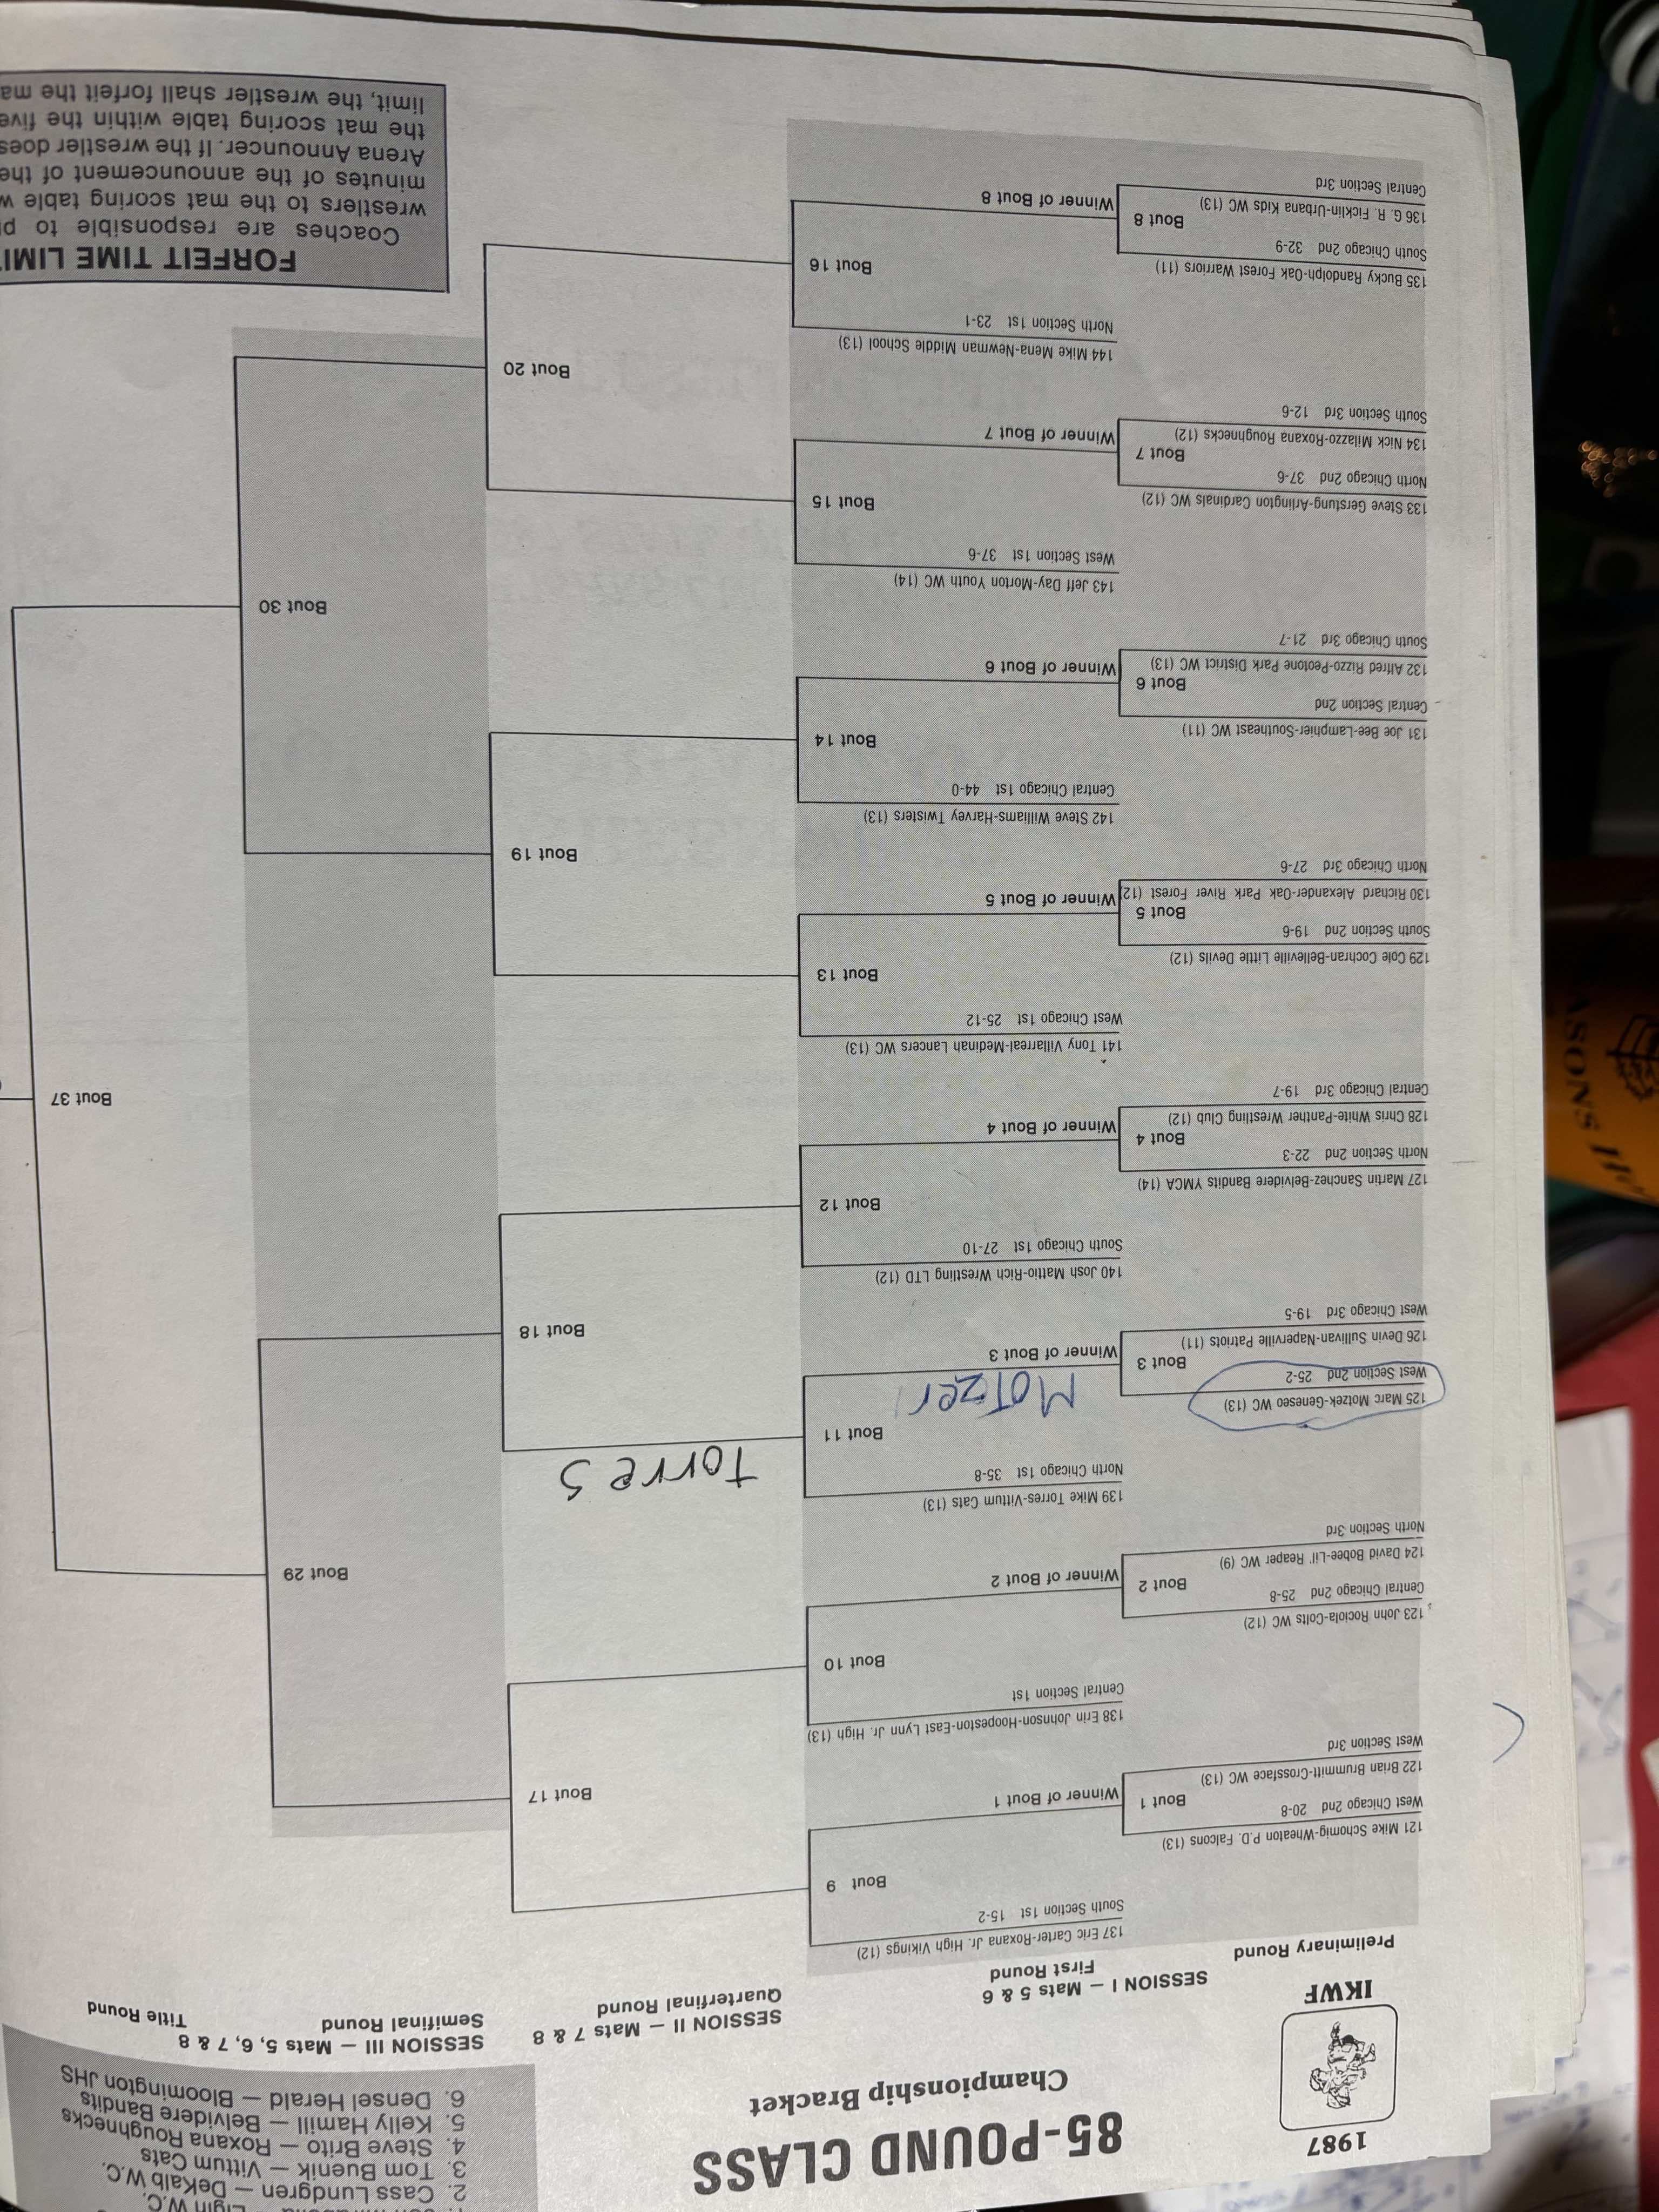 1987
IKWF
85-POUND CLASS
Championship Bracket
2. Cass Lundgren — DeKalb W.C.
3. Tom Buenik — Vittum Cats
4. Steve Brito — Roxana Roughnecks
5. Kelly Hamill — Belvidere Bandits
6. Densel Herald — Bloomington JHS
Preliminary Round
SESSION I — Mats 5 & 6
First Round
SESSION II — Mats 7 & 8
Quarterfinal Round
SESSION III — Mats 5, 6, 7 & 8
Semifinal Round
Title Round
137 Eric Carter-Roxana Jr. High Vikings (12)
South Section 1st 15-2
Bout 9
121 Mike Schomig-Wheaton P.D. Falcons (13)
West Chicago 2nd 20-8
Bout 1
Winner of Bout 1
122 Brian Brummitt-Crossface WC (13)
West Section 3rd
Bout 17
138 Erin Johnson-Hoopeston-East Lynn Jr. High (13)
Central Section 1st
Bout 10
123 John Rociola-Colts WC (12)
Central Chicago 2nd 25-8
Bout 2
Winner of Bout 2
124 David Bobee-Lil' Reaper WC (9)
North Section 3rd
Bout 29
139 Mike Torres-Vittum Cats (13)
North Chicago 1st 35-8
Torres
Bout 11
125 Marc Motzek-Geneseo WC (13)
West Section 2nd 25-2
Motzer
Bout 3
Winner of Bout 3
126 Devin Sullivan-Naperville Patriots (11)
West Chicago 3rd 19-5
Bout 18
140 Josh Mattio-Rich Wrestling LTD (12)
South Chicago 1st 27-10
Bout 12
127 Martin Sanchez-Belvidere Bandits YMCA (14)
North Section 2nd 22-3
Bout 4
Winner of Bout 4
128 Chris White-Panther Wrestling Club (12)
Central Chicago 3rd 19-7
Bout 37
141 Tony Villarreal-Medinah Lancers WC (13)
West Chicago 1st 25-12
Bout 13
129 Cole Cochran-Belleville Little Devils (12)
South Section 2nd 19-6
Bout 5
Winner of Bout 5
130 Richard Alexander-Oak Park River Forest (12)
North Chicago 3rd 27-6
Bout 19
142 Steve Williams-Harvey Twisters (13)
Central Chicago 1st 44-0
Bout 14
131 Joe Bee-Lamphier-Southeast WC (11)
Central Section 2nd
Bout 6
Winner of Bout 6
132 Alfred Rizzo-Peotone Park District WC (13)
South Chicago 3rd 21-7
Bout 30
143 Jeff Day-Morton Youth WC (14)
West Section 1st 37-6
Bout 15
133 Steve Gerstung-Arlington Cardinals WC (12)
North Chicago 2nd 37-6
Bout 7
Winner of Bout 7
134 Nick Milazzo-Roxana Roughnecks (12)
South Section 3rd 12-6
Bout 20
144 Mike Mena-Newman Middle School (13)
North Section 1st 23-1
Bout 16
135 Bucky Randolph-Oak Forest Warriors (11)
South Chicago 2nd 32-9
Bout 8
Winner of Bout 8
136 G. R. Ficklin-Urbana Kids WC (13)
Central Section 3rd
FORFEIT TIME LIMIT
Coaches are responsible to
wrestlers to the mat scoring table
minutes of the announcement of the
Arena Announcer. If the wrestler does
the mat scoring table within the five
limit, the wrestler shall forfeit the